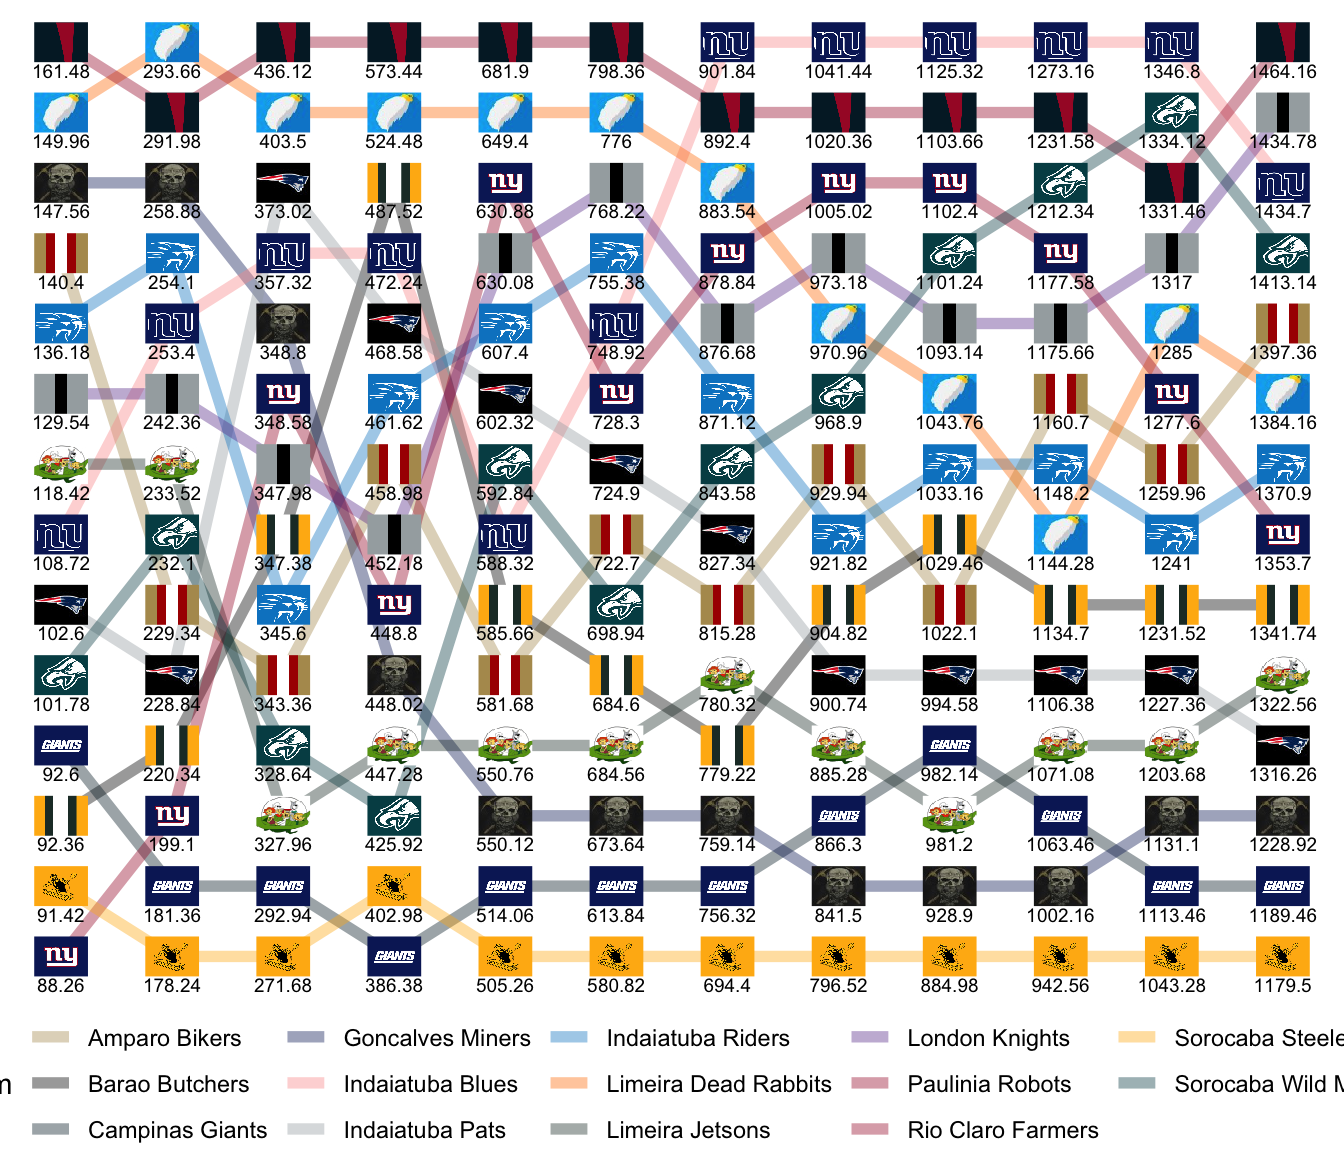 161.48 293.66 436.12 573.44 681.9 798.36 901.84 1041.44 1125.32 1273.16 1346.8 1464.16
149.96 291.98 403.5 524.48 649.4 776 892.4 1020.36 1103.66 1231.58 1334.12 1434.78
147.56 258.88 373.02 487.52 630.88 768.22 883.54 1005.02 1102.4 1212.34 1331.46 1434.7
140.4 254.1 357.32 472.24 630.08 755.38 878.84 973.18 1101.24 1177.58 1317 1413.14
136.18 253.4 348.8 468.58 607.4 748.92 876.68 970.96 1093.14 1175.66 1285 1397.36
129.54 242.36 348.58 461.62 602.32 728.3 871.12 968.9 1043.76 1160.7 1277.6 1384.16
118.42 233.52 347.98 458.98 592.84 724.9 843.58 929.94 1033.16 1148.2 1259.96 1370.9
108.72 232.1 347.38 452.18 588.32 722.7 827.34 921.82 1029.46 1144.28 1241 1353.7
102.6 229.34 345.6 448.8 585.66 698.94 815.28 904.82 1022.1 1134.7 1231.52 1341.74
101.78 228.84 343.36 448.02 581.68 684.6 780.32 900.74 994.58 1106.38 1227.36 1322.56
92.6 220.34 328.64 447.28 550.76 684.56 779.22 885.28 982.14 1071.08 1203.68 1316.26
92.36 199.1 327.96 425.92 550.12 673.64 759.14 866.3 981.2 1063.46 1131.1 1228.92
91.42 181.36 292.94 402.98 514.06 613.84 756.32 841.5 928.9 1002.16 1113.46 1189.46
88.26 178.24 271.68 386.38 505.26 580.82 694.4 796.52 884.98 942.56 1043.28 1179.5
Amparo Bikers Goncalves Miners Indaiatuba Riders London Knights Sorocaba Steele
m Barao Butchers Indaiatuba Blues Limeira Dead Rabbits Paulinia Robots Sorocaba Wild M
Campinas Giants Indaiatuba Pats Limeira Jetsons Rio Claro Farmers